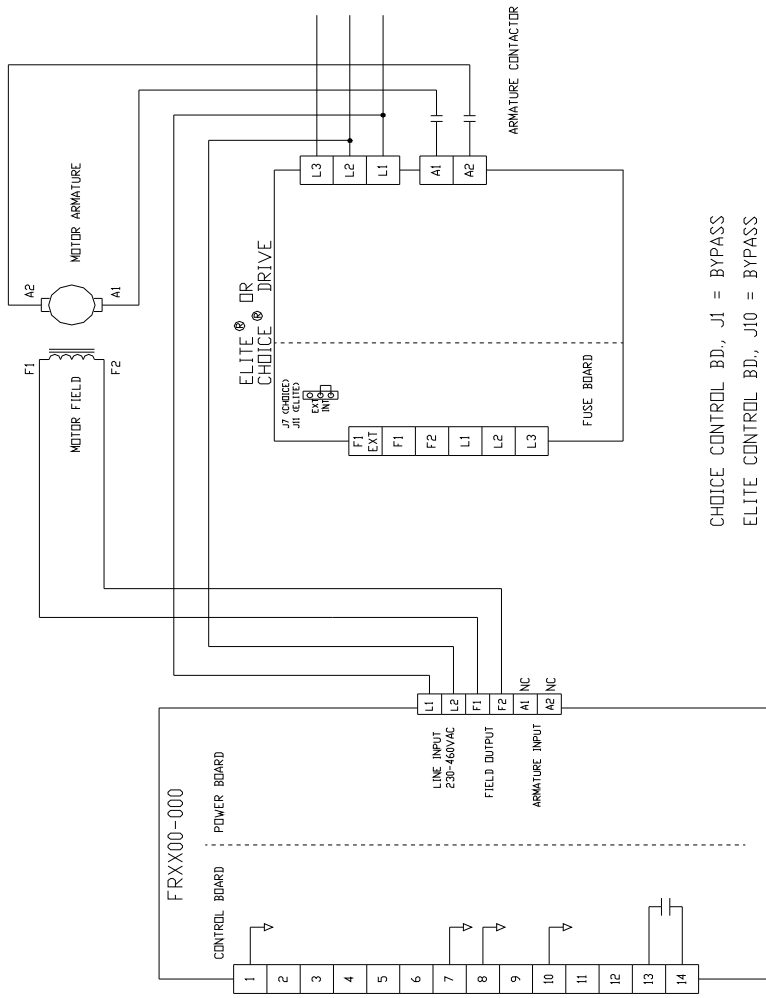 FRXX00-000
CONTROL BOARD
POWER BOARD
1
2
3
4
5
6
7
8
9
10
11
12
13
14
LINE INPUT
230-460VAC
FIELD OUTPUT
ARMATURE INPUT
L1
L2
F1
F2
A1 NC
A2 NC
MOTOR FIELD
F1
F2
MOTOR ARMATURE
A2
A1
ELITE® OR
CHOICE® DRIVE
J7 (CHOICE)
J11 (ELITE)
EXT
INT
F1 EXT
F1
F2
L1
L2
L3
FUSE BOARD
L3
L2
L1
A1
A2
ARMATURE CONTACTOR
CHOICE CONTROL BD., J1 = BYPASS
ELITE CONTROL BD., J10 = BYPASS